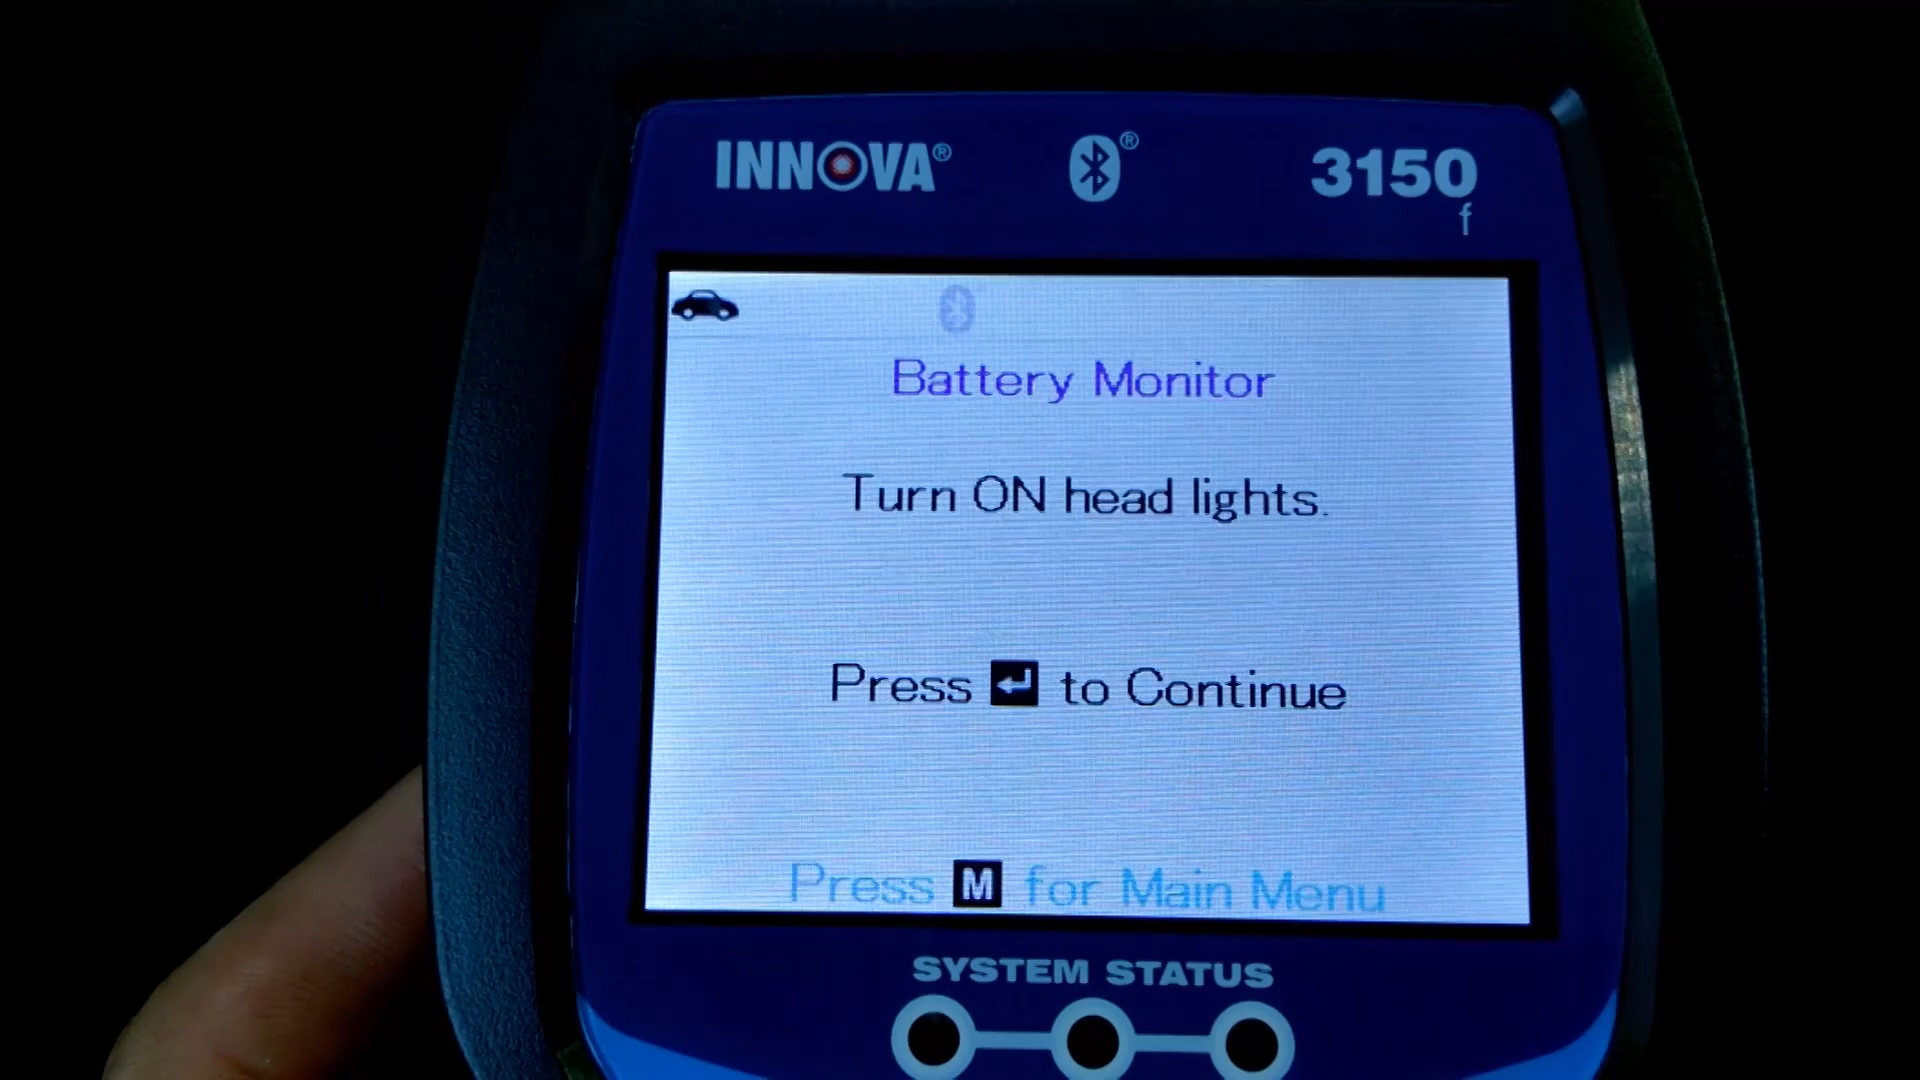 INNOVA® ® 3150
f
Battery Monitor
Turn ON head lights.
Press ↵ to Continue
Press M for Main Menu
SYSTEM STATUS